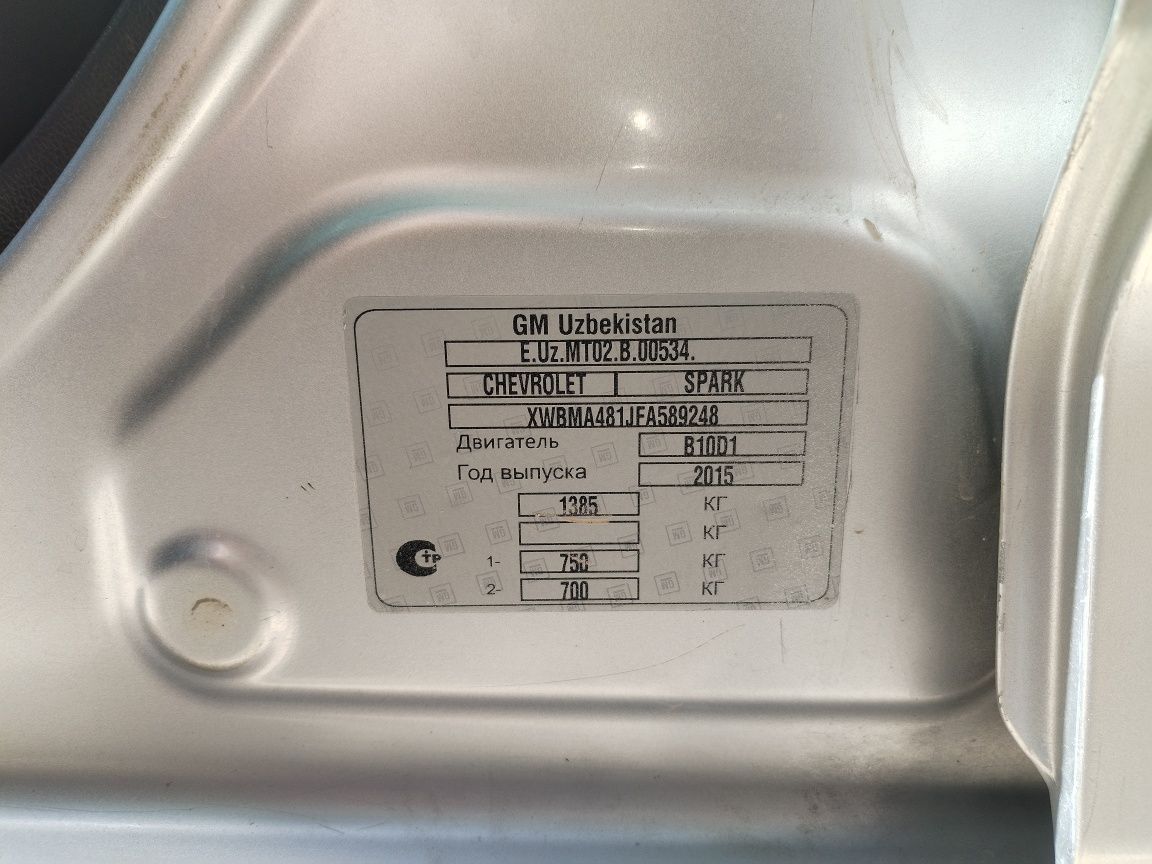 GM Uzbekistan
E.Uz.MT02.B.00534.
CHEVROLET SPARK
XWBMA481JFA589248
Двигатель B10D1
Год выпуска 2015
1385 КГ
КГ
1- 750 КГ
2- 700 КГ